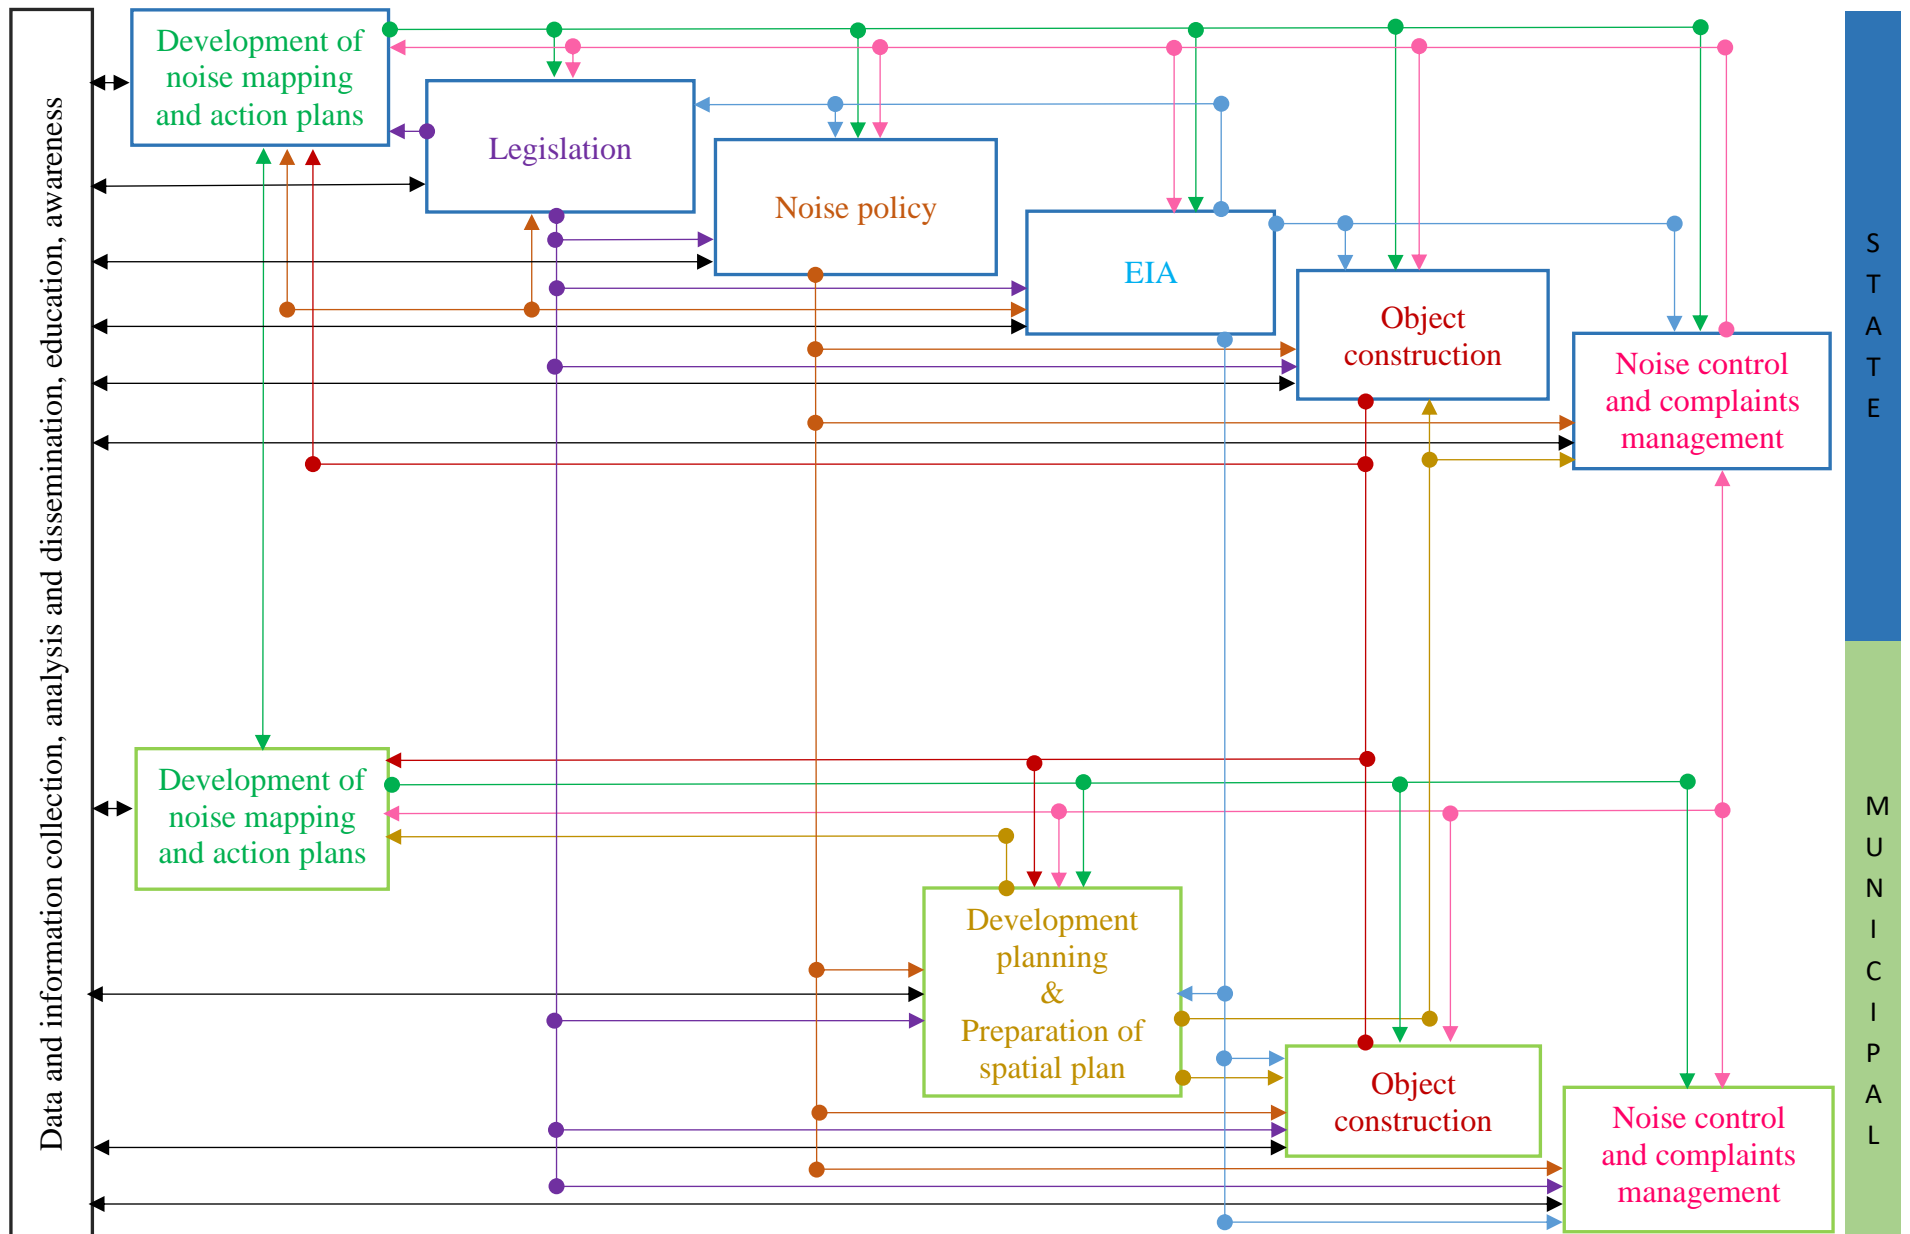 Data and information collection, analysis and dissemination, education, awareness
Development of
noise mapping
and action plans
Legislation
Noise policy
EIA
Object
construction
Noise control
and complaints
management
S
T
A
T
E
Development of
noise mapping
and action plans
Development
planning
&
Preparation of
spatial plan
Object
construction
Noise control
and complaints
management
M
U
N
I
C
I
P
A
L